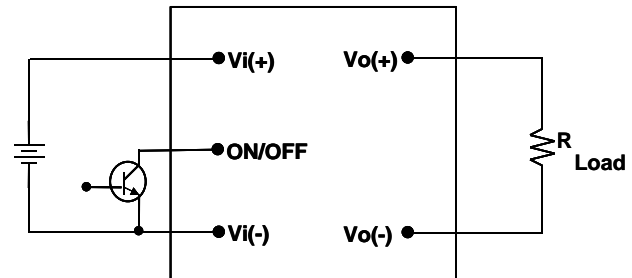 Vi(+)
Vo(+)
ON/OFF
R
Load
Vi(-)
Vo(-)